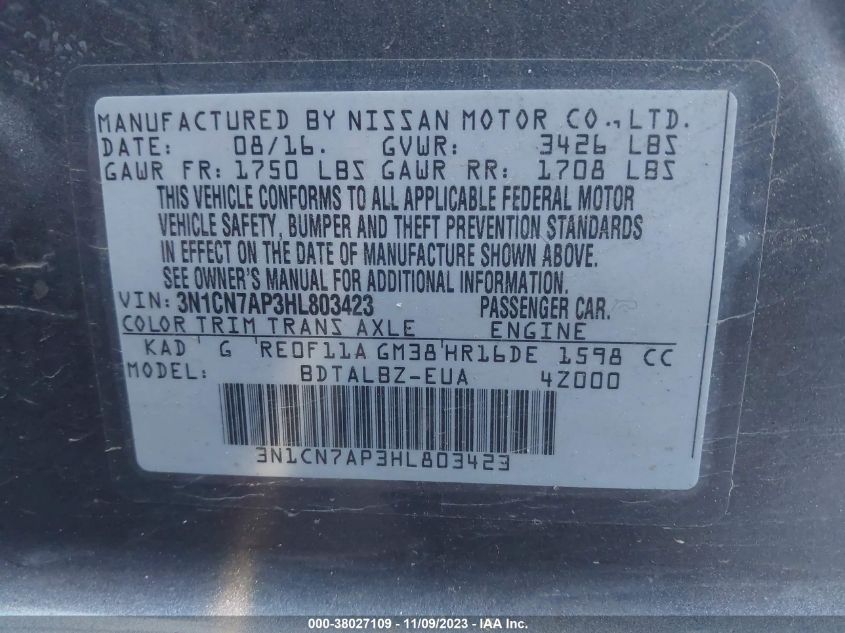 MANUFACTURED BY NISSAN MOTOR CO., LTD.
DATE: 08/16. GVWR: 3426 LBS
GAWR FR: 1750 LBS GAWR RR: 1708 LBS
THIS VEHICLE CONFORMS TO ALL APPLICABLE FEDERAL MOTOR
VEHICLE SAFETY, BUMPER AND THEFT PREVENTION STANDARDS
IN EFFECT ON THE DATE OF MANUFACTURE SHOWN ABOVE.
SEE OWNER'S MANUAL FOR ADDITIONAL INFORMATION.
VIN: 3N1CN7AP3HL803423 PASSENGER CAR.
COLOR TRIM TRANS AXLE ENGINE
KAD G RE0F11A GM38 HR16DE 1598 CC
MODEL: BDTALBZ-EUA 4Z000
3N1CN7AP3HL803423
000-38027109 - 11/09/2023 - www.iaai.com